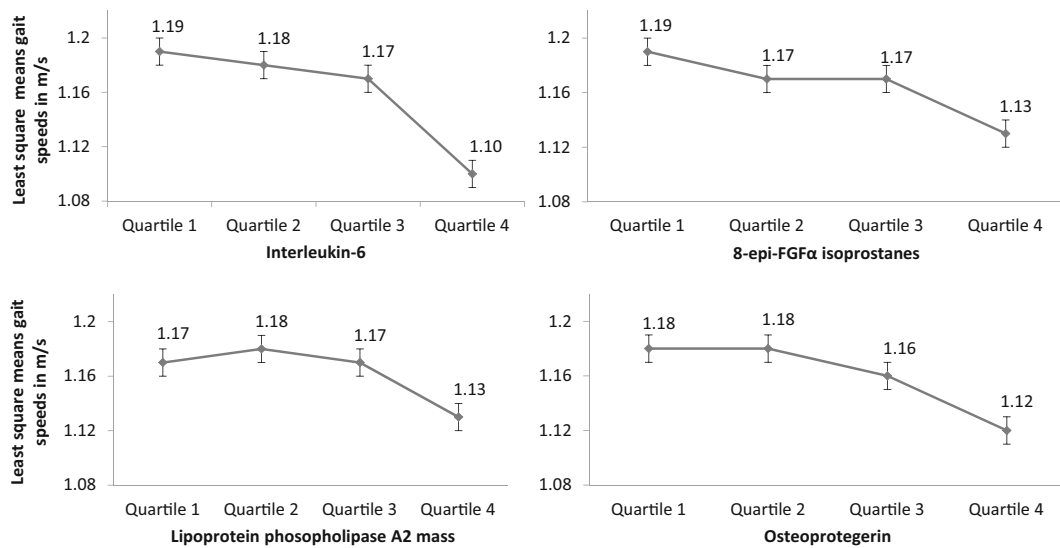 Least square means gait
speeds in m/s
1.2
1.16
1.12
1.08
1.19
1.18
1.17
1.10
Quartile 1 Quartile 2 Quartile 3 Quartile 4
Interleukin-6
1.2
1.16
1.12
1.08
1.19
1.17
1.17
1.13
Quartile 1 Quartile 2 Quartile 3 Quartile 4
8-epi-FGFα isoprostanes
Least square means gait
speeds in m/s
1.2
1.16
1.12
1.08
1.17
1.18
1.17
1.13
Quartile 1 Quartile 2 Quartile 3 Quartile 4
Lipoprotein phosopholipase A2 mass
1.2
1.16
1.12
1.08
1.18
1.18
1.16
1.12
Quartile 1 Quartile 2 Quartile 3 Quartile 4
Osteoprotegerin